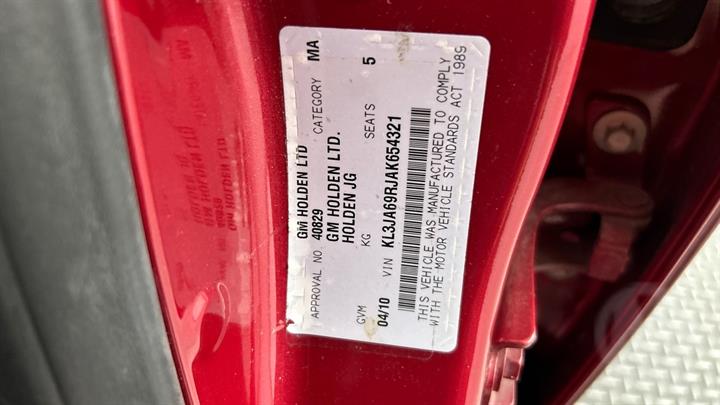 GM HOLDEN LTD
APPROVAL NO. 40829 CATEGORY MA
GM HOLDEN LTD.
HOLDEN JG
GVM KG SEATS 5
04/10 VIN KL3JA69RJAK654321
THIS VEHICLE WAS MANUFACTURED TO COMPLY
WITH THE MOTOR VEHICLE STANDARDS ACT 1989